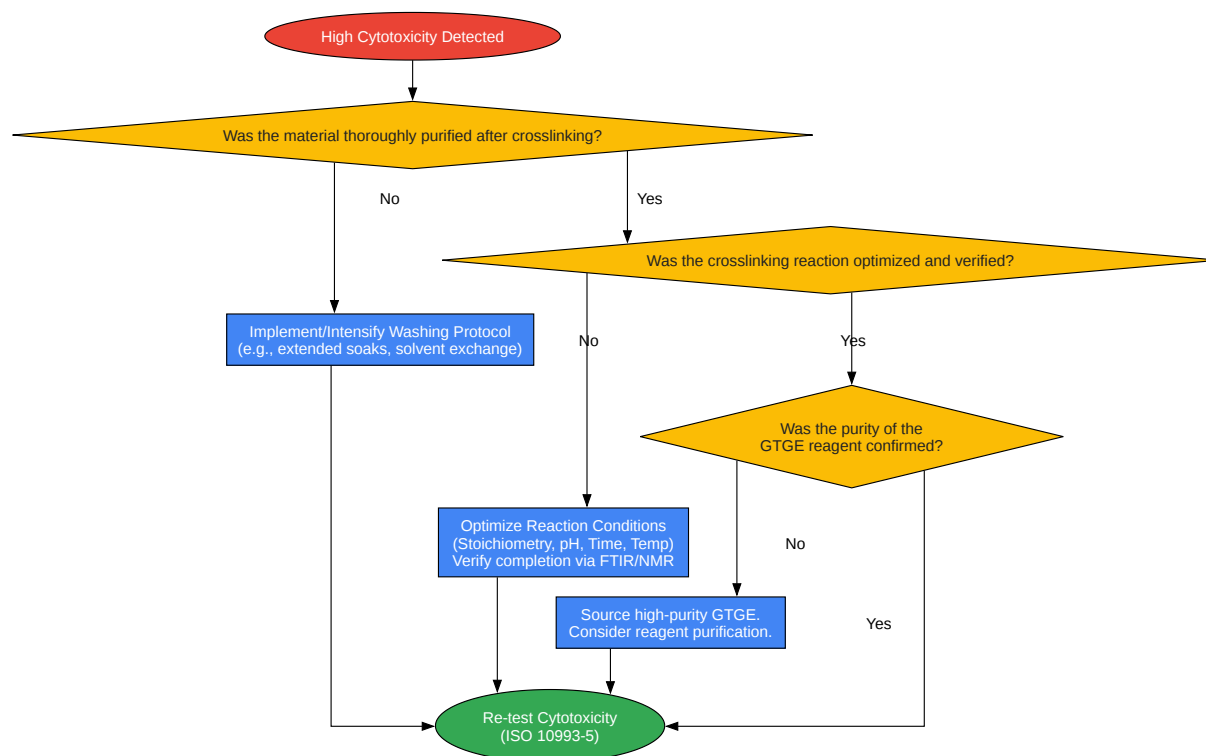 High Cytotoxicity Detected
Was the material thoroughly purified after crosslinking?
No
Yes
Was the crosslinking reaction optimized and verified?
Implement/Intensify Washing Protocol
(e.g., extended soaks, solvent exchange)
No
Yes
Was the purity of the
GTGE reagent confirmed?
Optimize Reaction Conditions
(Stoichiometry, pH, Time, Temp)
Verify completion via FTIR/NMR
No
Source high-purity GTGE.
Consider reagent purification.
Yes
Re-test Cytotoxicity
(ISO 10993-5)